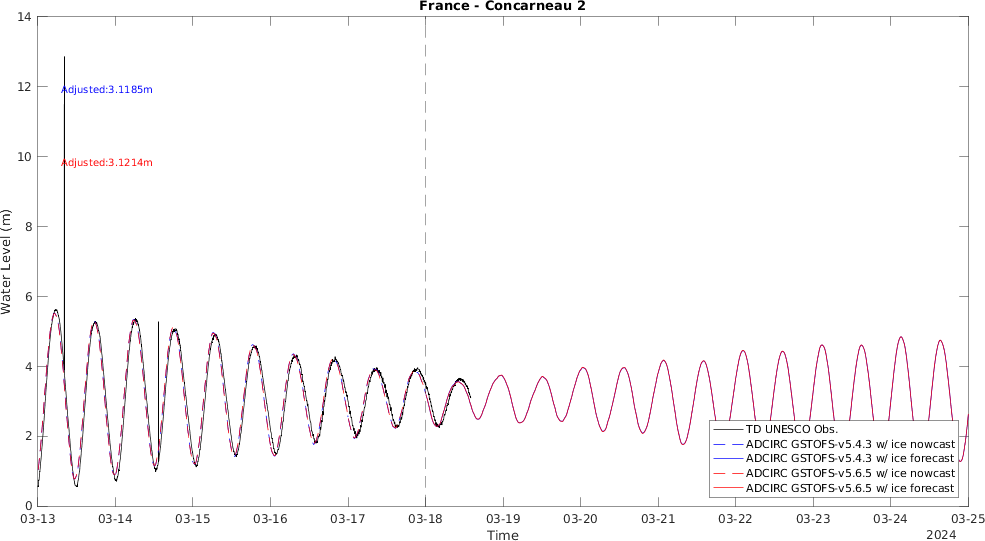 France - Concarneau 2
14
12
10
8
6
4
2
0
Water Level (m)
Adjusted:3.1185m
Adjusted:3.1214m
TD UNESCO Obs.
ADCIRC GSTOFS-v5.4.3 w/ ice nowcast
ADCIRC GSTOFS-v5.4.3 w/ ice forecast
ADCIRC GSTOFS-v5.6.5 w/ ice nowcast
ADCIRC GSTOFS-v5.6.5 w/ ice forecast
03-13 03-14 03-15 03-16 03-17 03-18 03-19 03-20 03-21 03-22 03-23 03-24 03-25
Time
2024